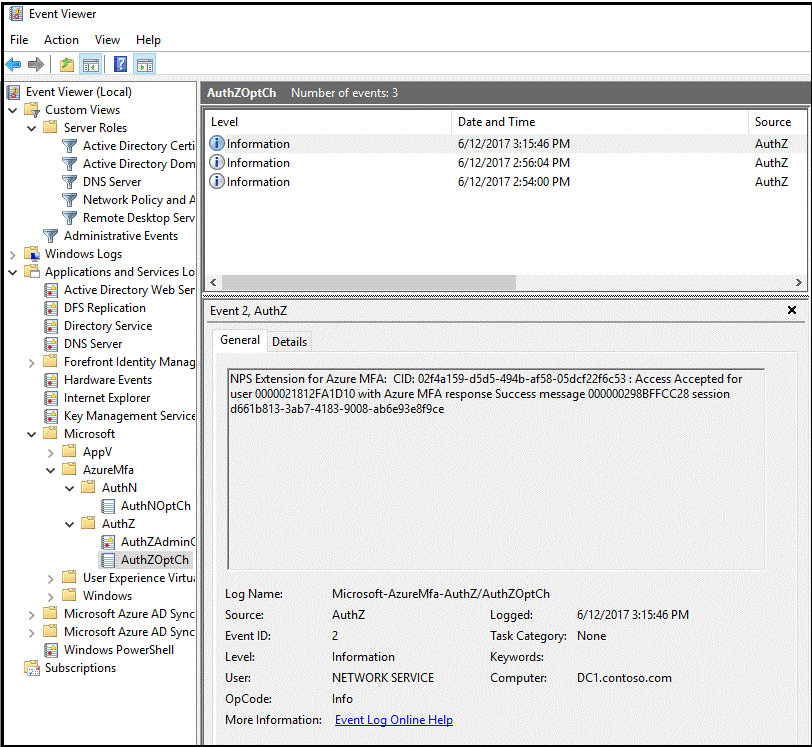 Event Viewer
File Action View Help
Event Viewer (Local)
Custom Views
Server Roles
Active Directory Certi
Active Directory Dom
DNS Server
Network Policy and A
Remote Desktop Serv
Administrative Events
Windows Logs
Applications and Services Lo
Active Directory Web Ser
DFS Replication
Directory Service
DNS Server
Forefront Identity Manag
Hardware Events
Internet Explorer
Key Management Service
Microsoft
AppV
AzureMfa
AuthN
AuthNOptCh
AuthZ
AuthZAdminC
AuthZOptCh
User Experience Virtua
Windows
Microsoft Azure AD Sync
Microsoft Azure AD Sync
Windows PowerShell
Subscriptions
AuthZOptCh Number of events: 3
Level Date and Time Source
Information 6/12/2017 3:15:46 PM AuthZ
Information 6/12/2017 2:56:04 PM AuthZ
Information 6/12/2017 2:54:00 PM AuthZ
Event 2, AuthZ
General Details
NPS Extension for Azure MFA: CID: 02f4a159-d5d5-494b-af58-05dcf22f6c53 : Access Accepted for
user 0000021812FA1D10 with Azure MFA response Success message 000000298BFFCC28 session
d661b813-3ab7-4183-9008-ab6e93e8f9ce
Log Name: Microsoft-AzureMfa-AuthZ/AuthZOptCh
Source: AuthZ Logged: 6/12/2017 3:15:46 PM
Event ID: 2 Task Category: None
Level: Information Keywords:
User: NETWORK SERVICE Computer: DC1.contoso.com
OpCode: Info
More Information: Event Log Online Help